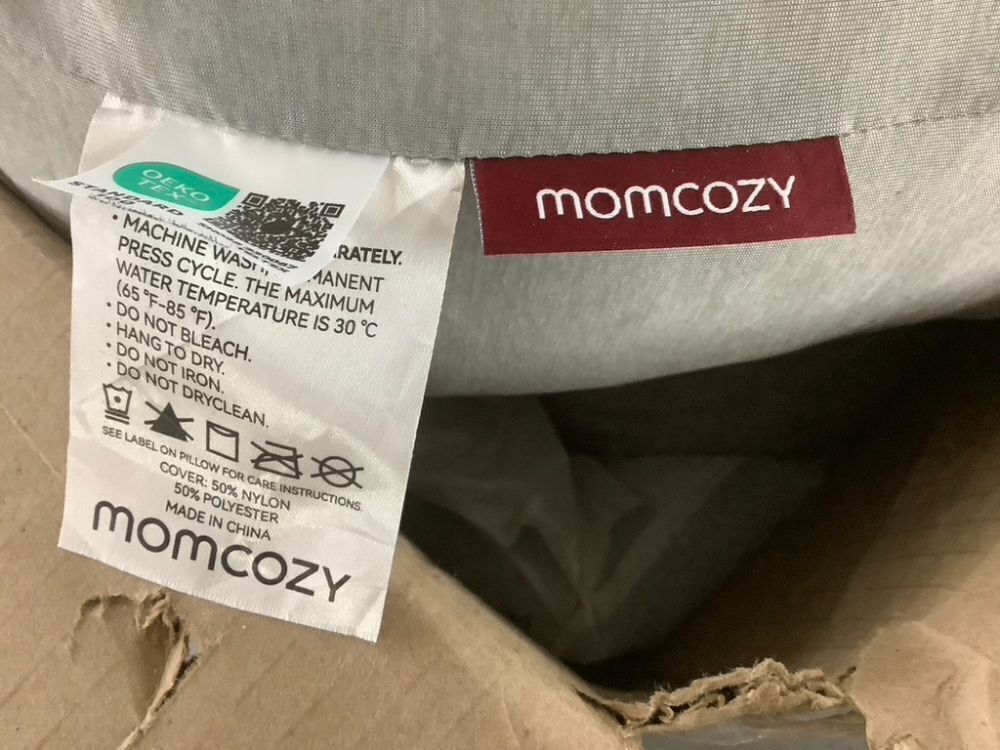 OEKO
TEX
STANDARD
• MACHINE WASH, RATELY.
PRESS CYCLE. THE MAXIMUM
WATER TEMPERATURE IS 30 °C
(65 °F-85 °F).
• DO NOT BLEACH.
• HANG TO DRY.
• DO NOT IRON.
• DO NOT DRYCLEAN.
SEE LABEL ON PILLOW FOR CARE INSTRUCTIONS.
COVER: 50% NYLON
50% POLYESTER
MADE IN CHINA
momcozy
momcozy